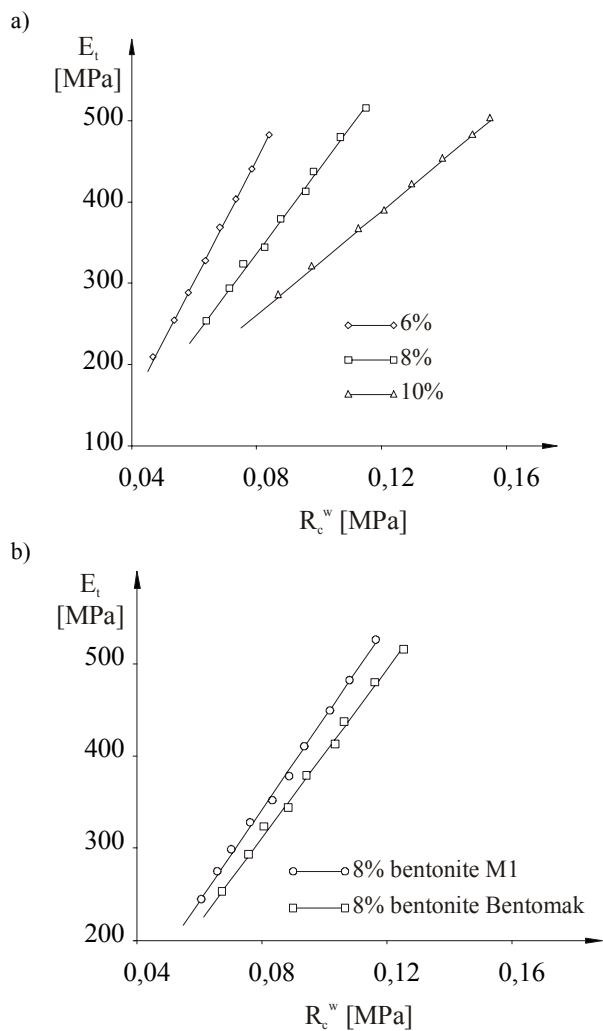 a)
E_t
[MPa]
500
400
300
200
100
6%
8%
10%
0,04 0,08 0,12 0,16
R_c^w [MPa]
b)
E_t
[MPa]
500
400
300
200
8% bentonite M1
8% bentonite Bentomak
0,04 0,08 0,12 0,16
R_c^w [MPa]